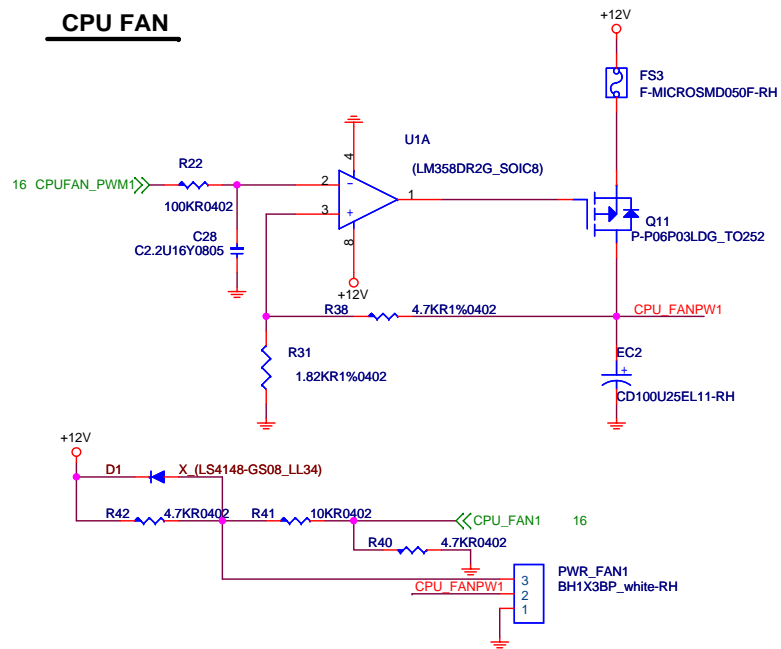 CPU FAN
+12V
FS3
F-MICROSMD050F-RH
U1A
(LM358DR2G_SOIC8)
4
R22
16 CPUFAN_PWM1
2
-
1
100KR0402
3
+
Q11
P-P06P03LDG_TO252
C28
C2.2U16Y0805
8
+12V
R38
4.7KR1%0402
CPU_FANPW1
R31
1.82KR1%0402
EC2
+
CD100U25EL11-RH
+12V
D1
X_(LS4148-GS08_LL34)
R42
4.7KR0402
R41
10KR0402
CPU_FAN1 16
R40
4.7KR0402
PWR_FAN1
BH1X3BP_white-RH
3
CPU_FANPW1
2
1